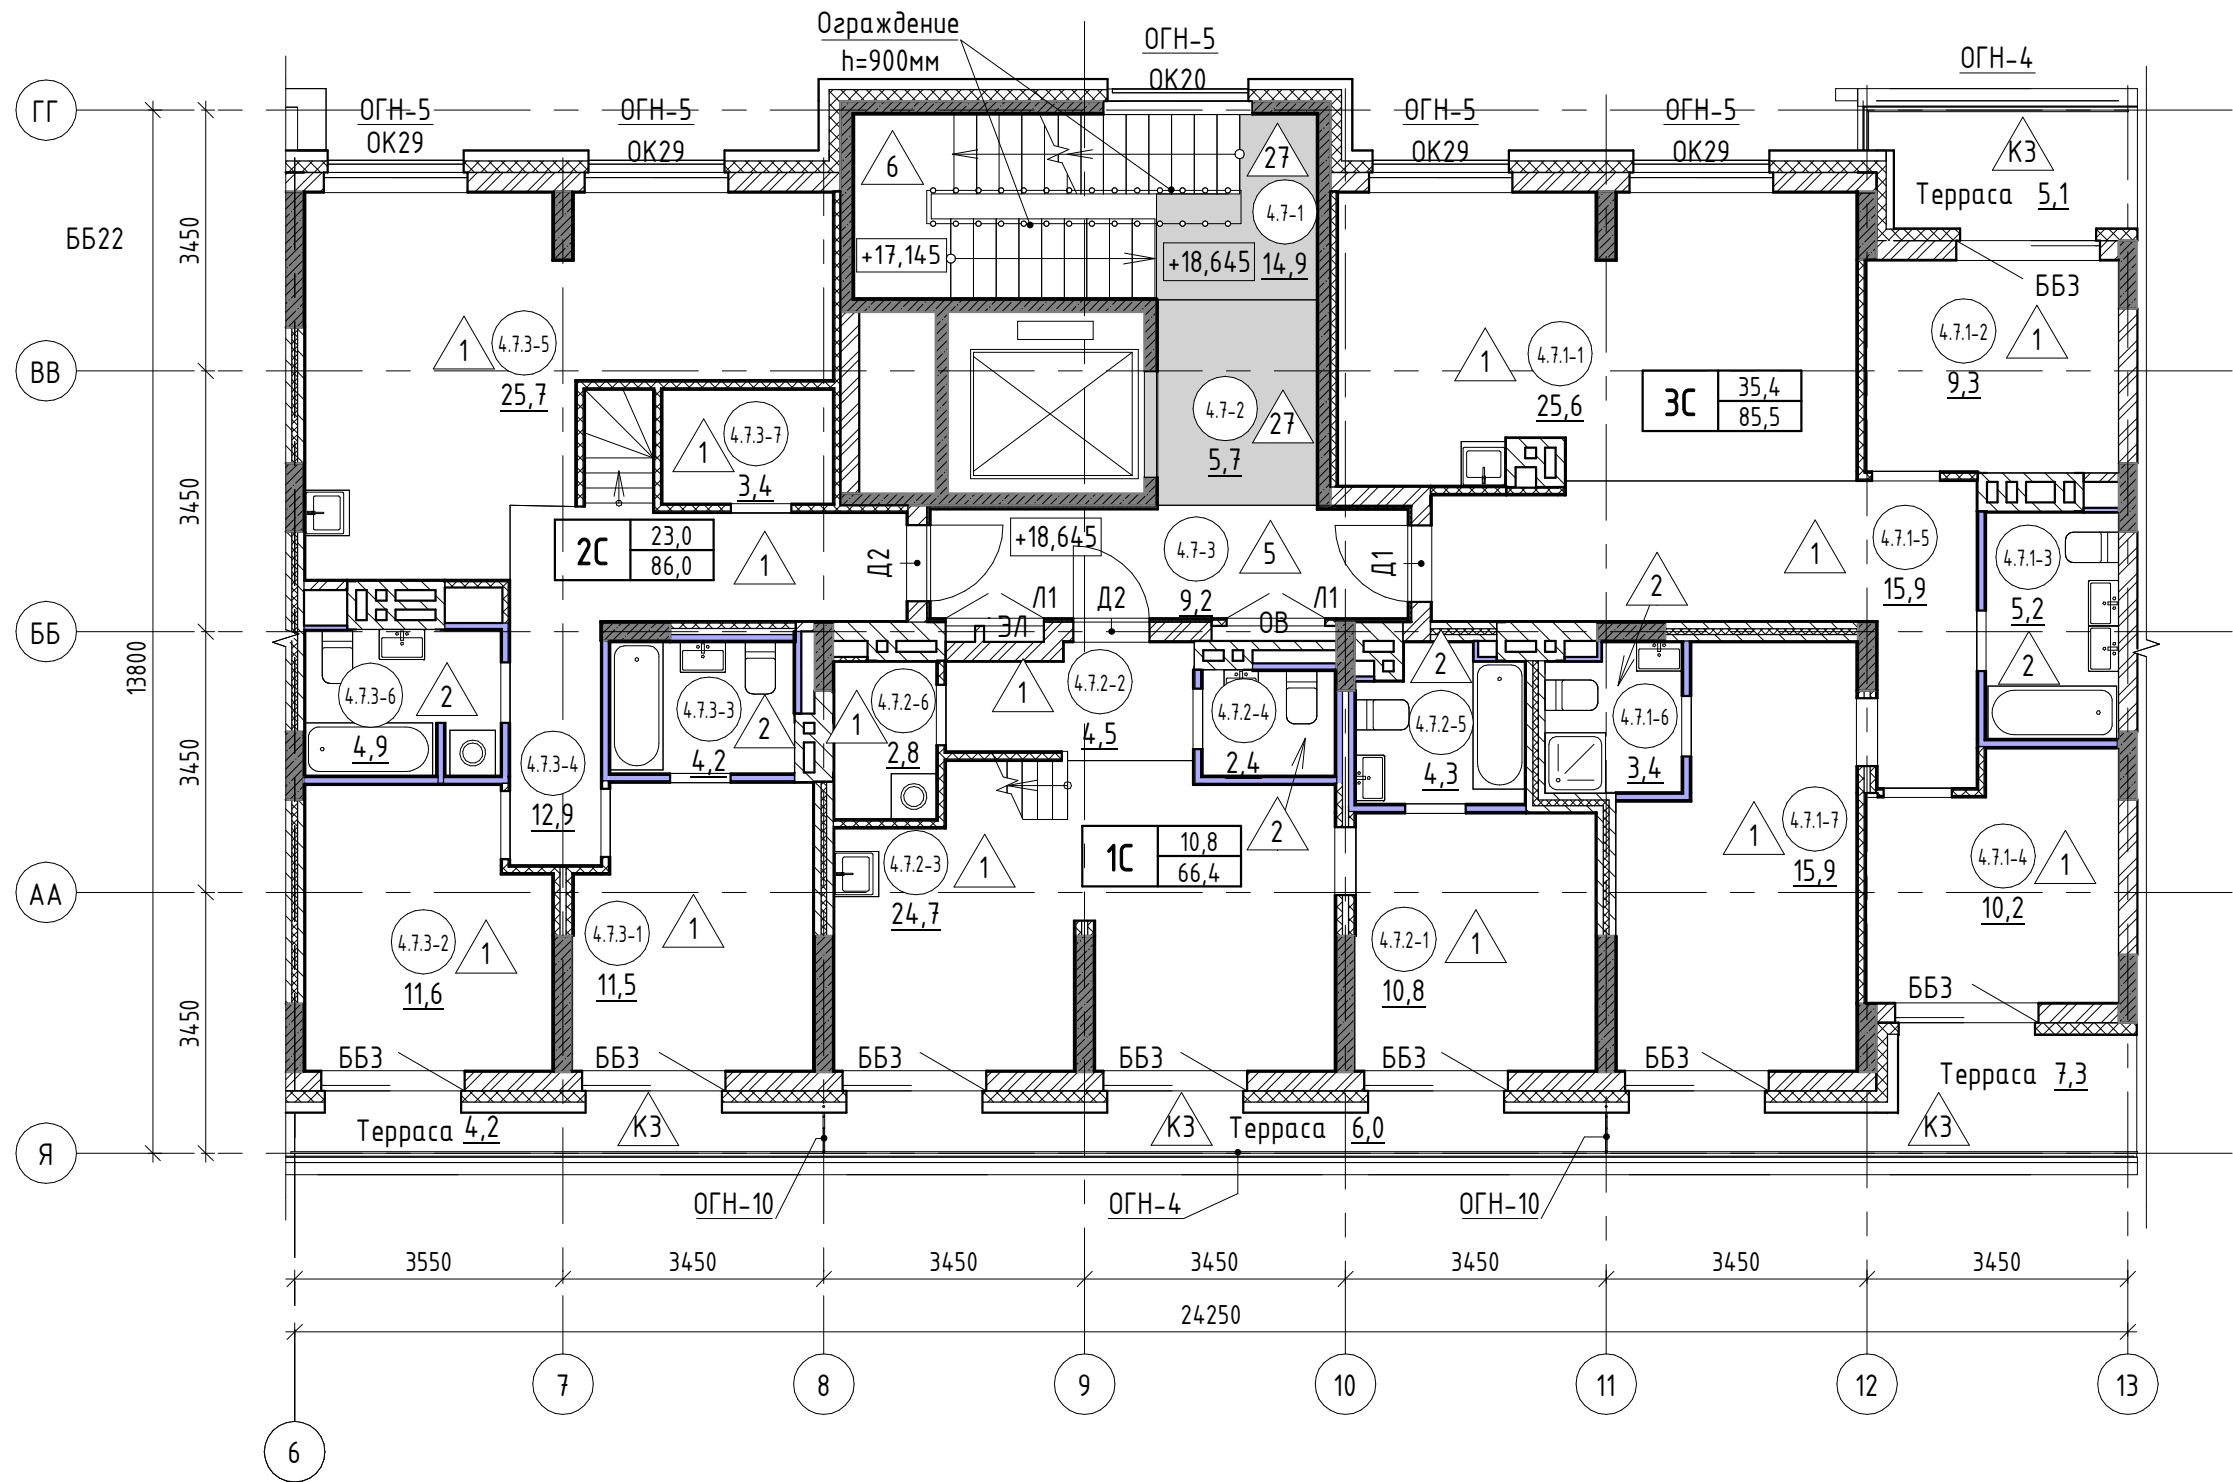 Ограждение
h=900мм
ОГН-5
ОК20
ОГН-4
ГГ
ОГН-5
ОК29
ОГН-5
ОК29
ОГН-5
ОК29
ОГН-5
ОК29
6
27
К3
Терраса 5,1
4.7-1
3450
ББ22
+17,145
+18,645
14,9
ББ3
ВВ
1
4.7.3-5
25,7
1
4.7.1-1
25,6
3С
35,4
85,5
4.7.1-2
1
9,3
1
4.7.3-7
3,4
4.7-2
27
5,7
3450
2С
23,0
86,0
1
Д2
+18,645
4.7-3
5
9,2
Д1
Л1
Д2
Л1
ЭЛ
ОВ
2
1
4.7.1-5
15,9
4.7.1-3
5,2
2
ББ
13800
4.7.3-6
2
4,9
4.7.3-3
2
4,2
1
4.7.2-6
2,8
1
4.7.2-2
4,5
4.7.2-4
2,4
2
2
4.7.2-5
4,3
4.7.1-6
3,4
3450
4.7.3-4
12,9
1С
10,8
66,4
1
4.7.1-7
15,9
4.7.1-4
1
10,2
АА
4.7.2-3
1
24,7
4.7.3-2
1
11,6
4.7.3-1
1
11,5
4.7.2-1
1
10,8
3450
ББ3
ББ3
ББ3
ББ3
ББ3
ББ3
ББ3
Терраса 4,2
К3
К3
Терраса 6,0
Терраса 7,3
К3
Я
ОГН-10
ОГН-4
ОГН-10
3550
3450
3450
3450
3450
3450
3450
24250
6
7
8
9
10
11
12
13